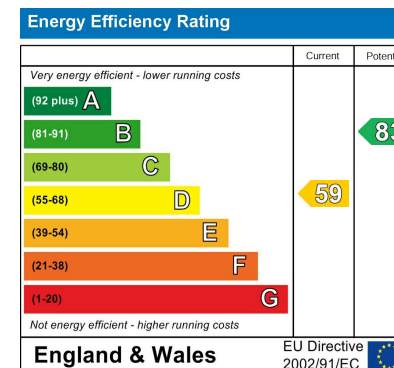 Energy Efficiency Rating
Current
Very energy efficient - lower running costs
(92 plus) A
(81-91) B
83
(69-80) C
(55-68) D
59
(39-54) E
(21-38) F
(1-20) G
Not energy efficient - higher running costs
England & Wales
EU Directive
2002/91/EC